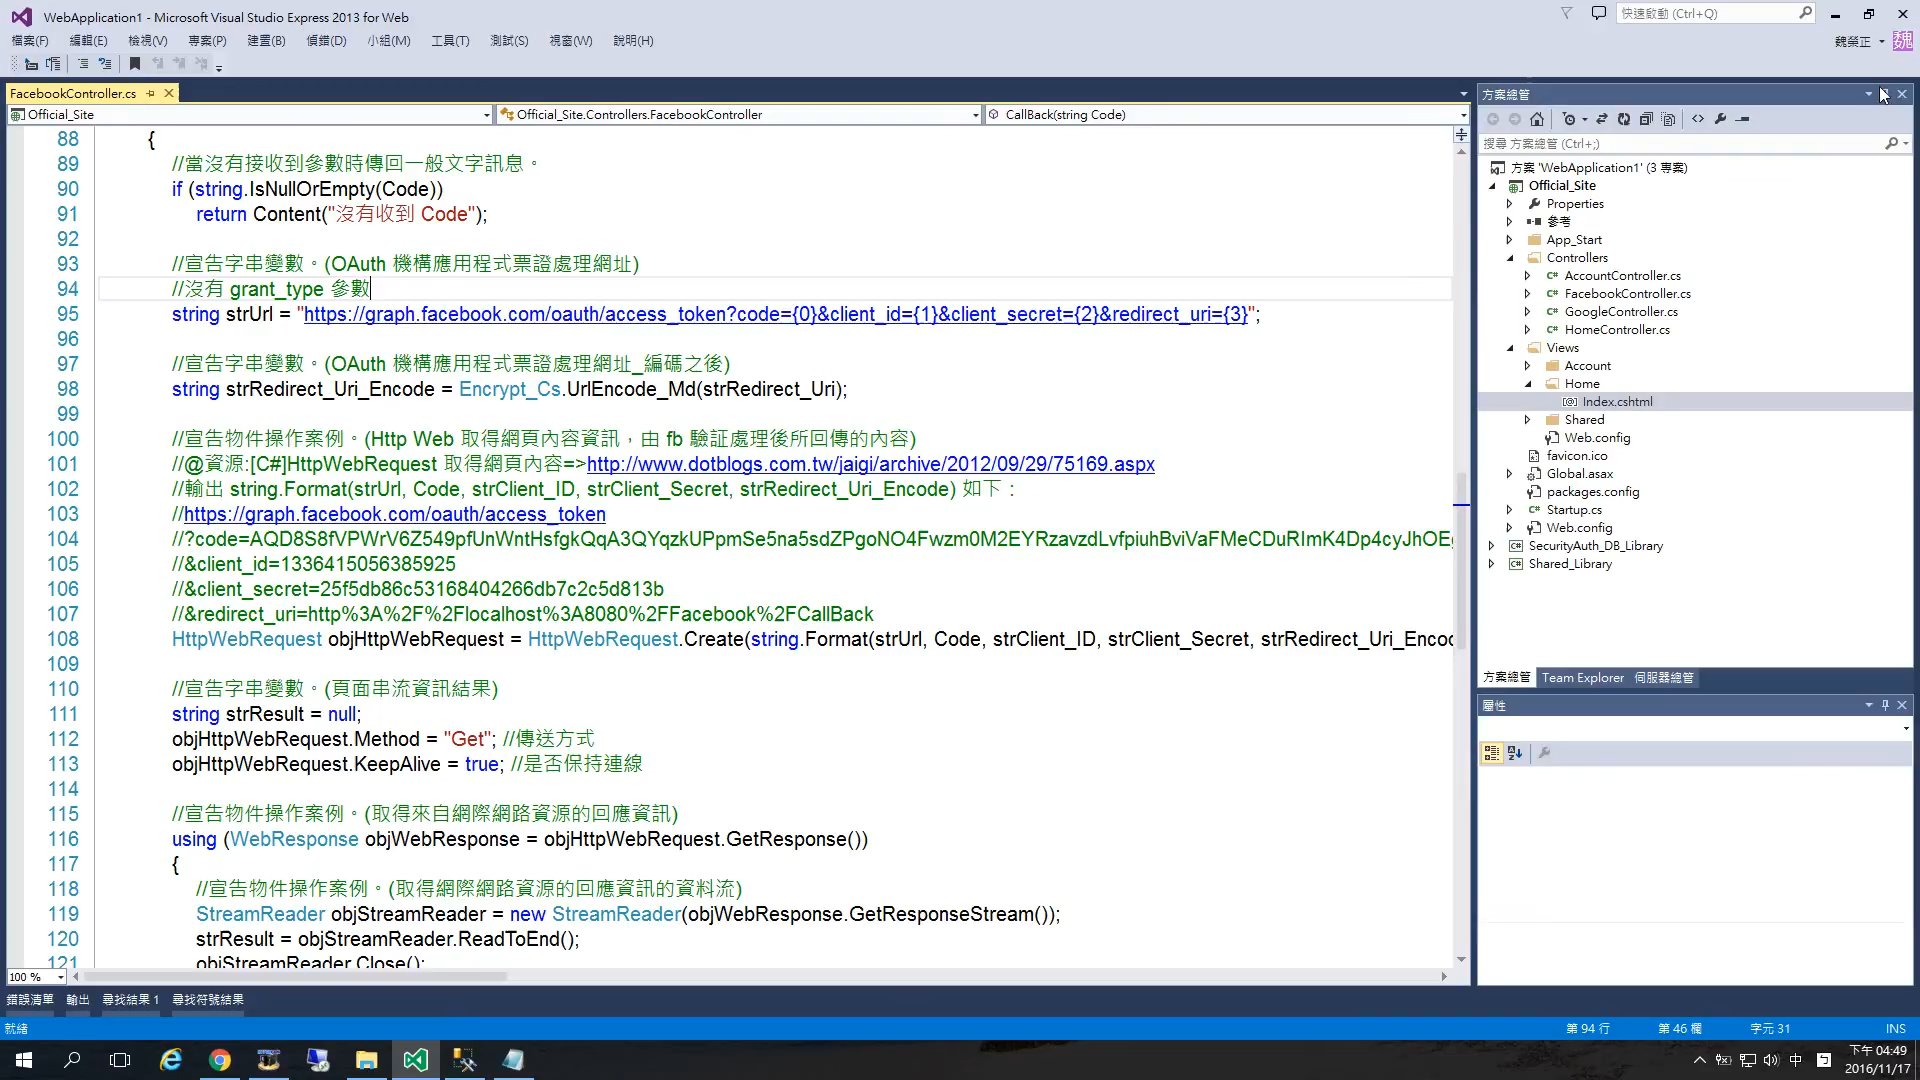 WebApplication1 - Microsoft Visual Studio Express 2013 for Web
快速啟動 (Ctrl+Q)
檔案(F) 編輯(E) 檢視(V) 專案(P) 建置(B) 偵錯(D) 小組(M) 工具(T) 測試(S) 視窗(W) 說明(H)
魏榮正 魏
FacebookController.cs
Official_Site Official_Site.Controllers.FacebookController CallBack(string Code)
88 {
89 //當沒有接收到參數時傳回一般文字訊息。
90 if (string.IsNullOrEmpty(Code))
91 return Content("沒有收到 Code");
92
93 //宣告字串變數。(OAuth 機構應用程式票證處理網址)
94 //沒有 grant_type 參數
95 string strUrl = "https://graph.facebook.com/oauth/access_token?code={0}&client_id={1}&client_secret={2}&redirect_uri={3}";
96
97 //宣告字串變數。(OAuth 機構應用程式票證處理網址_編碼之後)
98 string strRedirect_Uri_Encode = Encrypt_Cs.UrlEncode_Md(strRedirect_Uri);
99
100 //宣告物件操作案例。(Http Web 取得網頁內容資訊，由 fb 驗証處理後所回傳的內容)
101 //@資源:[C#]HttpWebRequest 取得網頁內容=>http://www.dotblogs.com.tw/jaigi/archive/2012/09/29/75169.aspx
102 //輸出 string.Format(strUrl, Code, strClient_ID, strClient_Secret, strRedirect_Uri_Encode) 如下：
103 //https://graph.facebook.com/oauth/access_token
104 //?code=AQD8S8fVPWrV6Z549pfUnWntHsfgkQqA3QYqzkUPpmSe5na5sdZPgoNO4Fwzm0M2EYRzavzdLvfpiuhBviVaFMeCDuRImK4Dp4cyJhOE
105 //&client_id=1336415056385925
106 //&client_secret=25f5db86c53168404266db7c2c5d813b
107 //&redirect_uri=http%3A%2F%2Flocalhost%3A8080%2FFacebook%2FCallBack
108 HttpWebRequest objHttpWebRequest = HttpWebRequest.Create(string.Format(strUrl, Code, strClient_ID, strClient_Secret, strRedirect_Uri_Encod
109
110 //宣告字串變數。(頁面串流資訊結果)
111 string strResult = null;
112 objHttpWebRequest.Method = "Get"; //傳送方式
113 objHttpWebRequest.KeepAlive = true; //是否保持連線
114
115 //宣告物件操作案例。(取得來自網際網路資源的回應資訊)
116 using (WebResponse objWebResponse = objHttpWebRequest.GetResponse())
117 {
118 //宣告物件操作案例。(取得網際網路資源的回應資訊的資料流)
119 StreamReader objStreamReader = new StreamReader(objWebResponse.GetResponseStream());
120 strResult = objStreamReader.ReadToEnd();
121 objStreamReader.Close();
100 %
錯誤清單 輸出 尋找結果 1 尋找符號結果
方案總管
搜尋 方案總管 (Ctrl+;)
方案 'WebApplication1' (3 專案)
Official_Site
Properties
參考
App_Start
Controllers
C# AccountController.cs
C# FacebookController.cs
C# GoogleController.cs
C# HomeController.cs
Views
Account
Home
[@] Index.cshtml
Shared
Web.config
favicon.ico
Global.asax
packages.config
C# Startup.cs
Web.config
C# SecurityAuth_DB_Library
C# Shared_Library
方案總管 Team Explorer 伺服器總管
屬性
就緒 第 94 行 第 46 欄 字元 31 INS
中
下午 04:49
2016/11/17